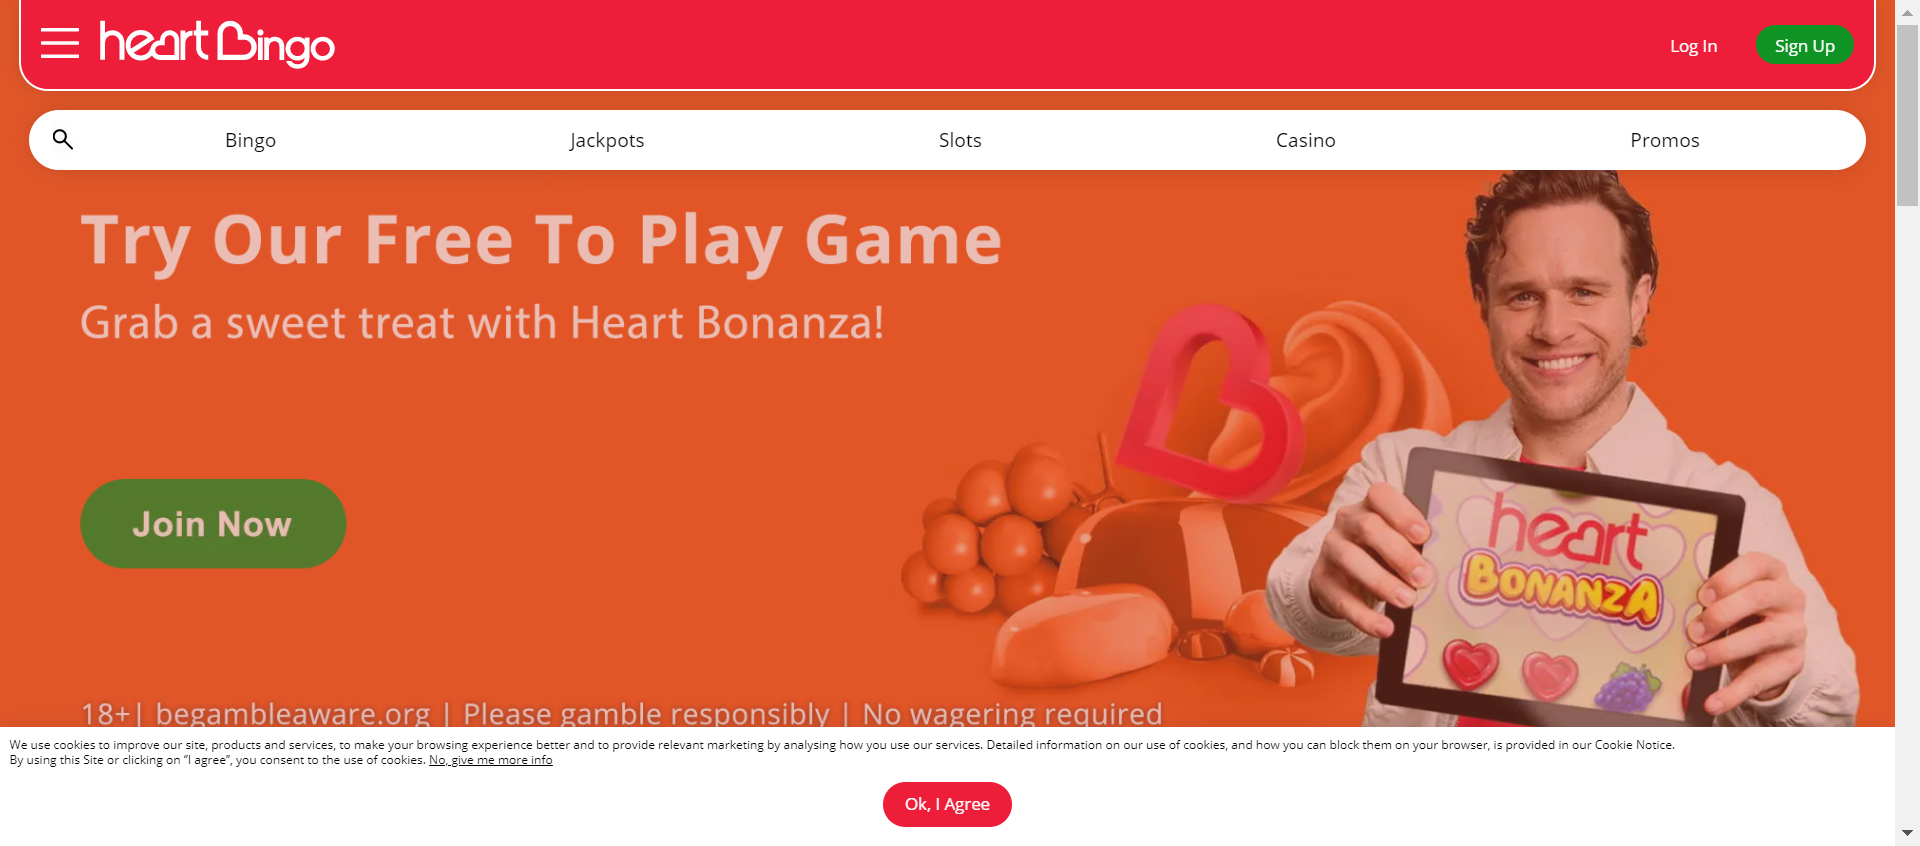 heart Bingo
Log In
Sign Up
Bingo
Jackpots
Slots
Casino
Promos
Try Our Free To Play Game
Grab a sweet treat with Heart Bonanza!
Join Now
heart
BONANZA
18+| begambleaware.org | Please gamble responsibly | No wagering required
We use cookies to improve our site, products and services, to make your browsing experience better and to provide relevant marketing by analysing how you use our services. Detailed information on our use of cookies, and how you can block them on your browser, is provided in our Cookie Notice.
By using this Site or clicking on “I agree”, you consent to the use of cookies. No, give me more info
Ok, I Agree